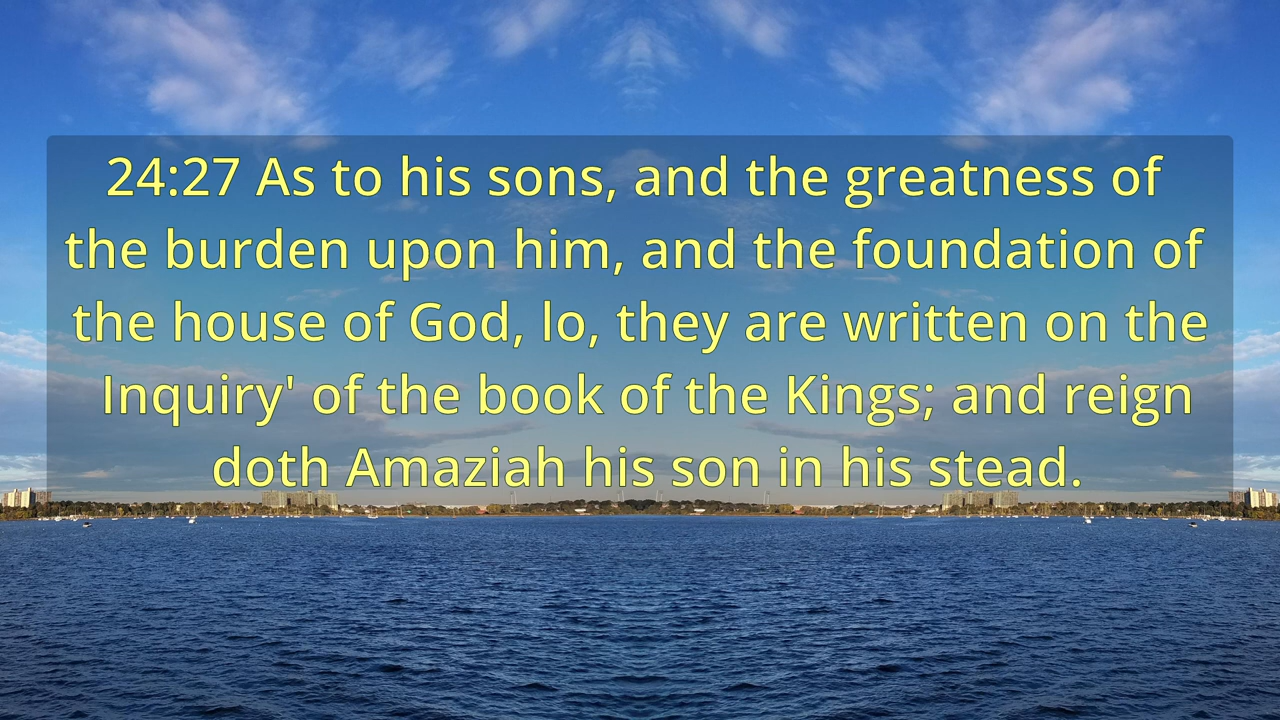 24:27 As to his sons, and the greatness of
the burden upon him, and the foundation of
the house of God, lo, they are written on the
Inquiry' of the book of the Kings; and reign
doth Amaziah his son in his stead.